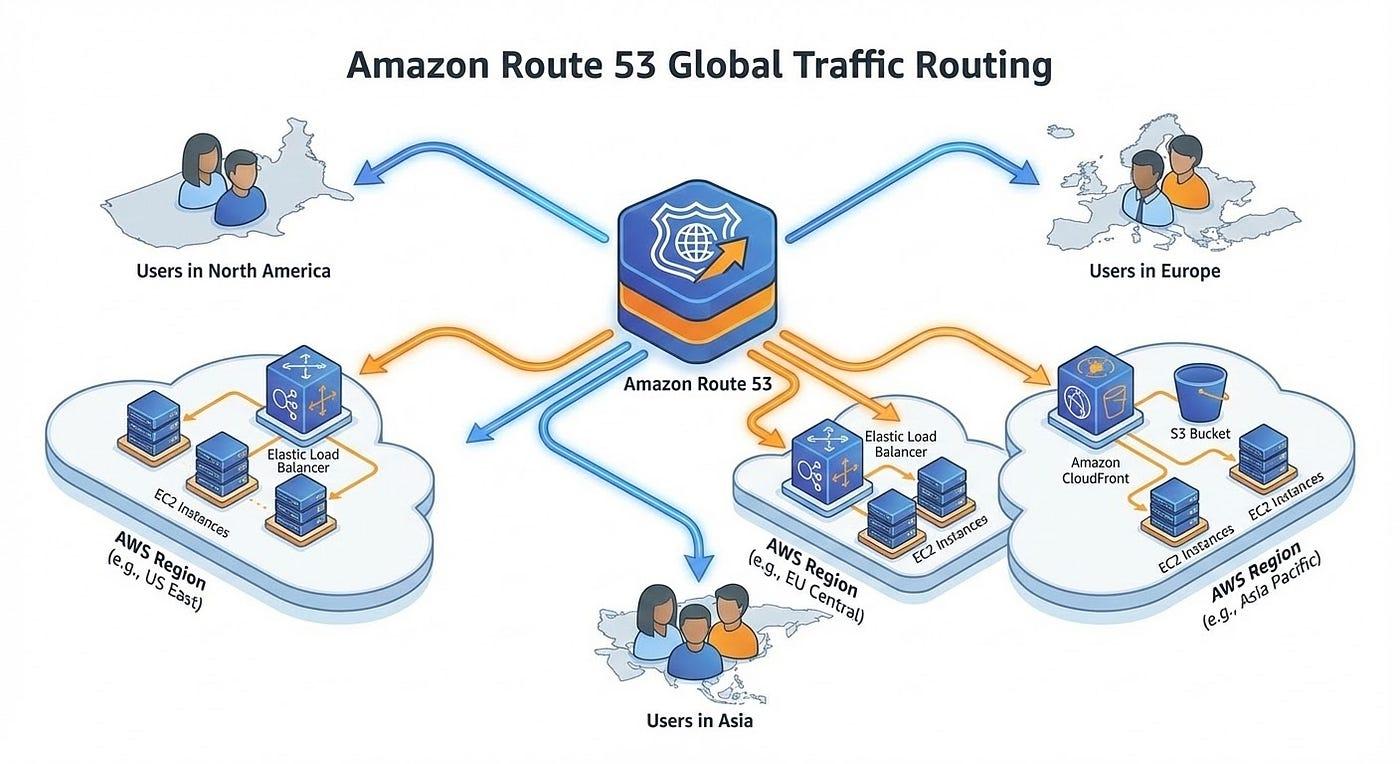 Amazon Route 53 Global Traffic Routing
Users in North America
Users in Europe
Amazon Route 53
Elastic Load
Balancer
EC2 Instances
AWS Region
(e.g., US East)
Elastic Load
Balancer
EC2 Instances
AWS Region
(e.g., EU Central)
Amazon
CloudFront
S3 Bucket
EC2 Instances
EC2 Instances
AWS Region
(e.g., Asla Pacific)
Users in Asia